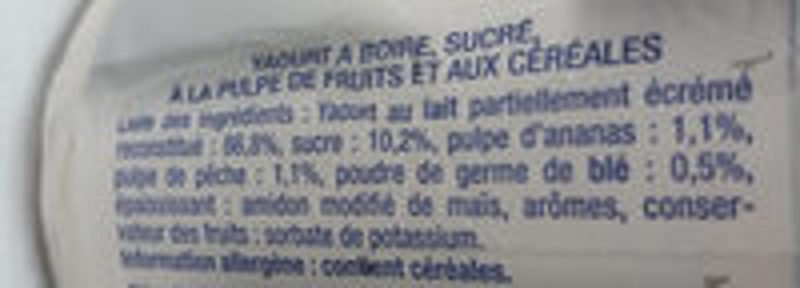 YAOURT A BOIRE, SUCRÉ,
A LA PULPE DE FRUITS ET AUX CÉRÉALES
Liste des ingrédients : Yaourt au lait partiellement écrémé
reconstitué : 86,8%, sucre : 10,2%, pulpe d'ananas : 1,1%,
pulpe de pêche : 1,1%, poudre de germe de blé : 0,5%,
épaississant : amidon modifié de maïs, arômes, conser-
vateur des fruits : sorbate de potassium.
Information allergène : contient céréales.